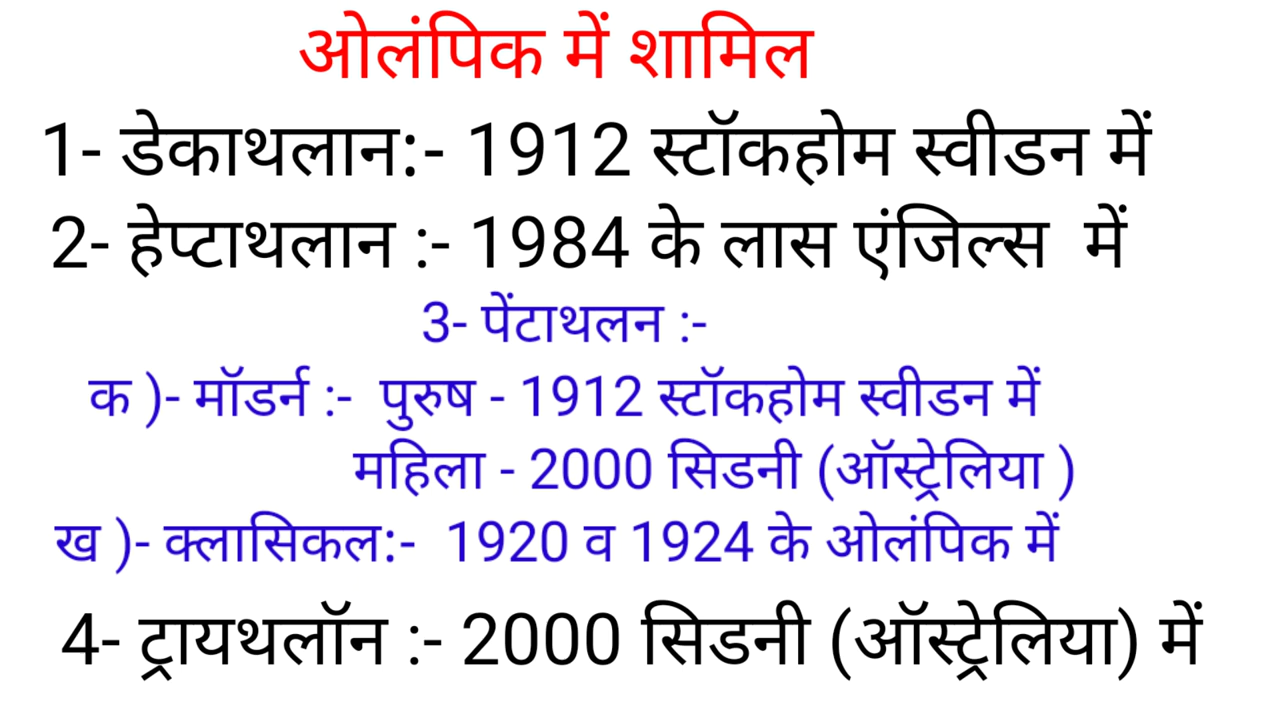 ओलंपिक में शामिल
1- डेकाथलान:- 1912 स्टॉकहोम स्वीडन में
2- हेप्टाथलान :- 1984 के लास एंजिल्स में
3- पेंटाथलन :-
क )- मॉडर्न :- पुरुष - 1912 स्टॉकहोम स्वीडन में
महिला - 2000 सिडनी (ऑस्ट्रेलिया )
ख )- क्लासिकल:- 1920 व 1924 के ओलंपिक में
4- ट्रायथलॉन :- 2000 सिडनी (ऑस्ट्रेलिया) में